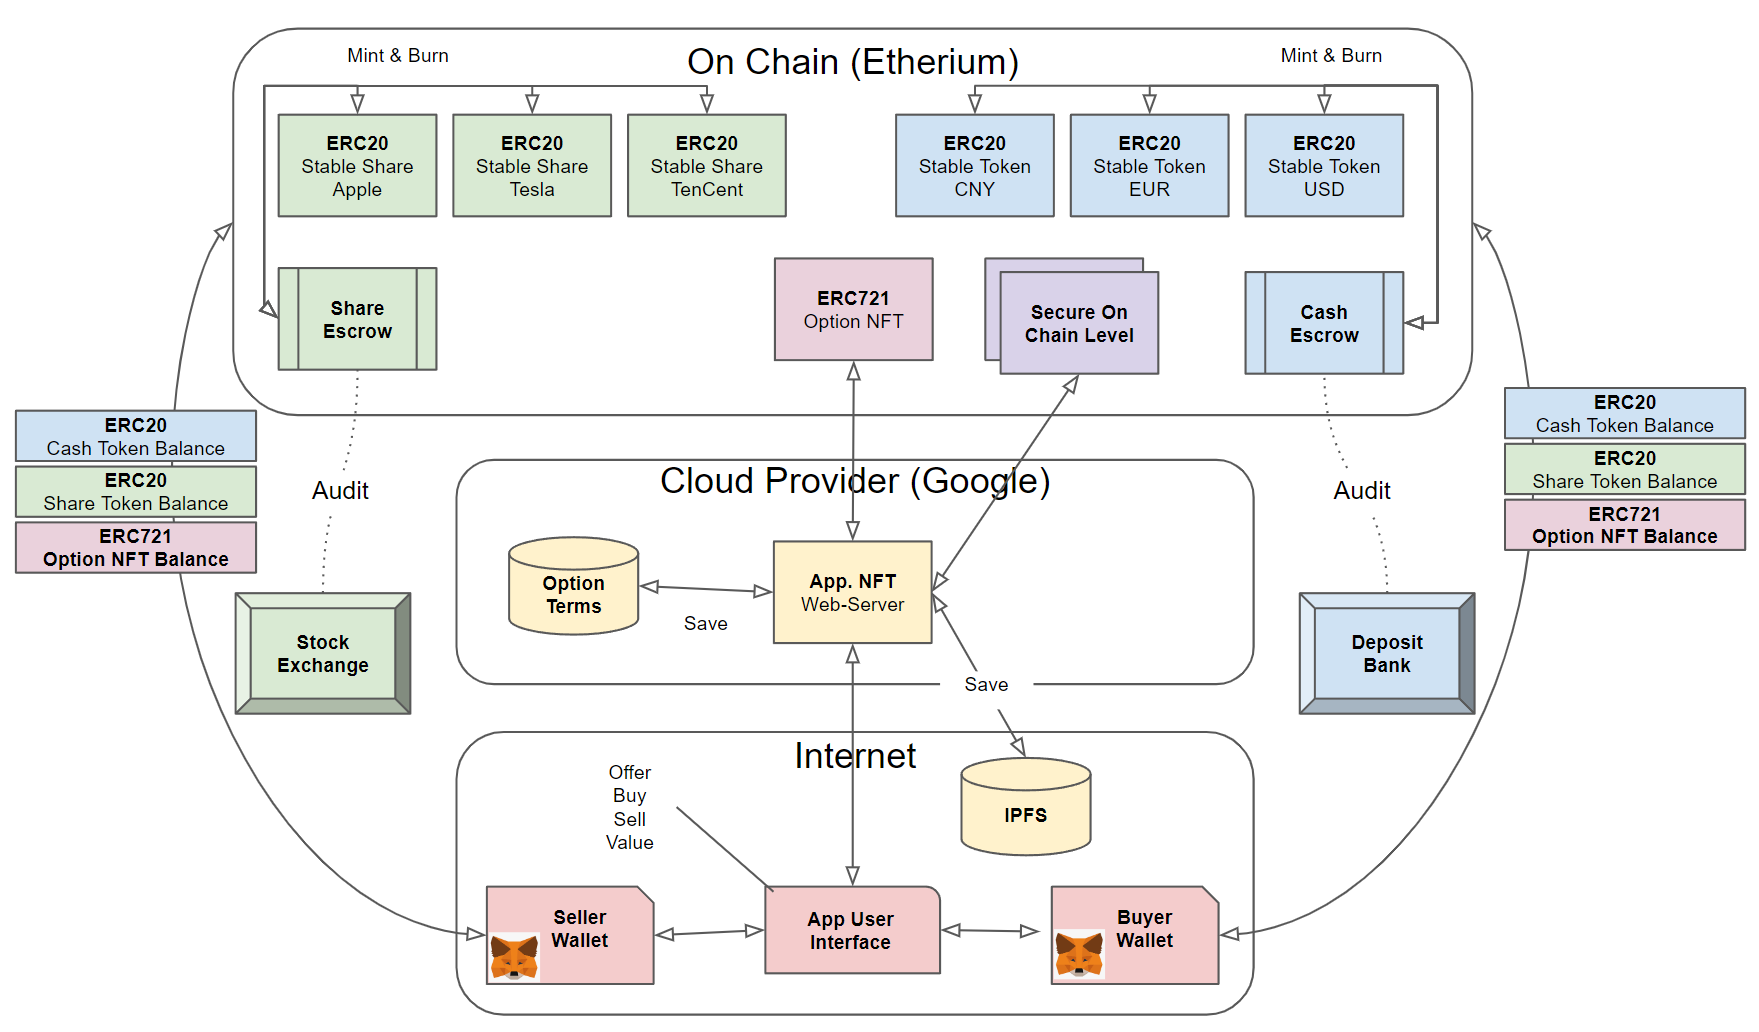 Mint & Burn
On Chain (Etherium)
Mint & Burn
ERC20
Stable Share
Apple
ERC20
Stable Share
Tesla
ERC20
Stable Share
TenCent
ERC20
Stable Token
CNY
ERC20
Stable Token
EUR
ERC20
Stable Token
USD
Share
Escrow
ERC721
Option NFT
Secure On
Chain Level
Cash
Escrow
ERC20
Cash Token Balance
ERC20
Share Token Balance
ERC721
Option NFT Balance
Audit
Cloud Provider (Google)
Audit
ERC20
Cash Token Balance
ERC20
Share Token Balance
ERC721
Option NFT Balance
Option
Terms
Save
App. NFT
Web-Server
Stock
Exchange
Deposit
Bank
Save
Internet
Offer
Buy
Sell
Value
IPFS
Seller
Wallet
App User
Interface
Buyer
Wallet